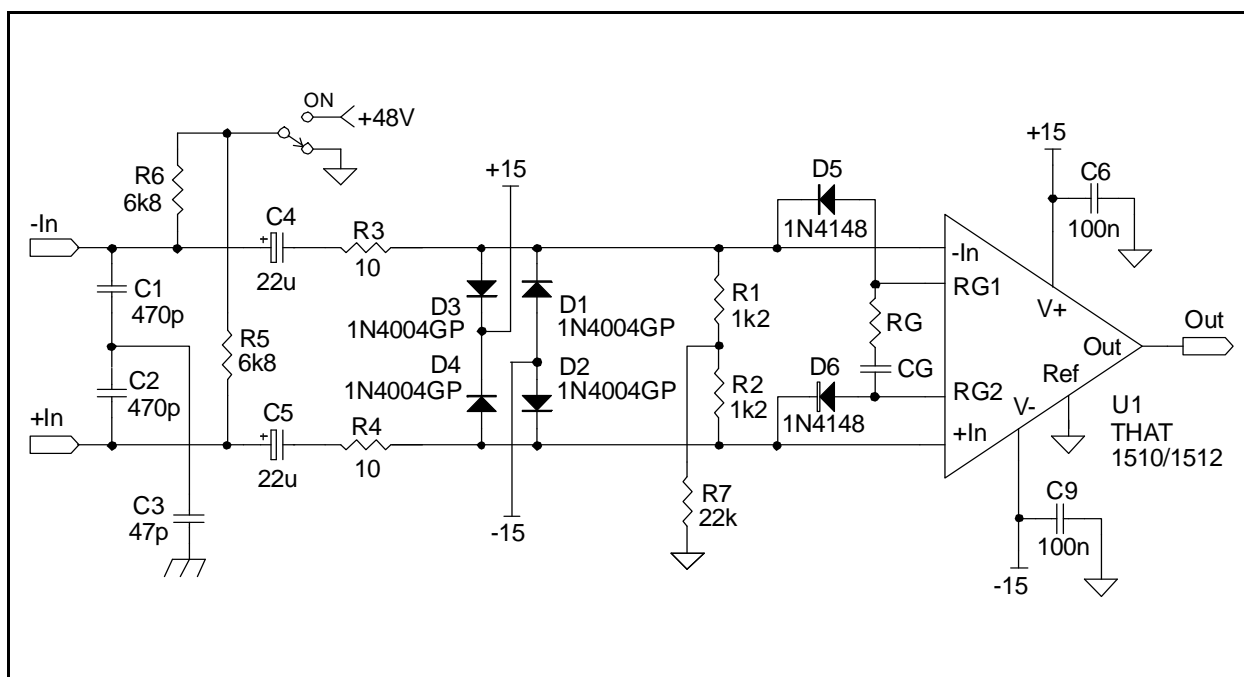 ON
+48V
R6
6k8
-In
C4
+
22u
R3
10
+15
D5
1N4148
+15
C6
100n
C1
470p
D3
1N4004GP
D1
1N4004GP
R1
1k2
-In
RG1
RG
V+
R5
6k8
Out
Out
C2
470p
D4
1N4004GP
D2
1N4004GP
R2
1k2
D6
1N4148
CG
RG2
Ref
V-
+In
+In
C5
+
22u
R4
10
U1
THAT
1510/1512
C3
47p
-15
R7
22k
C9
100n
-15